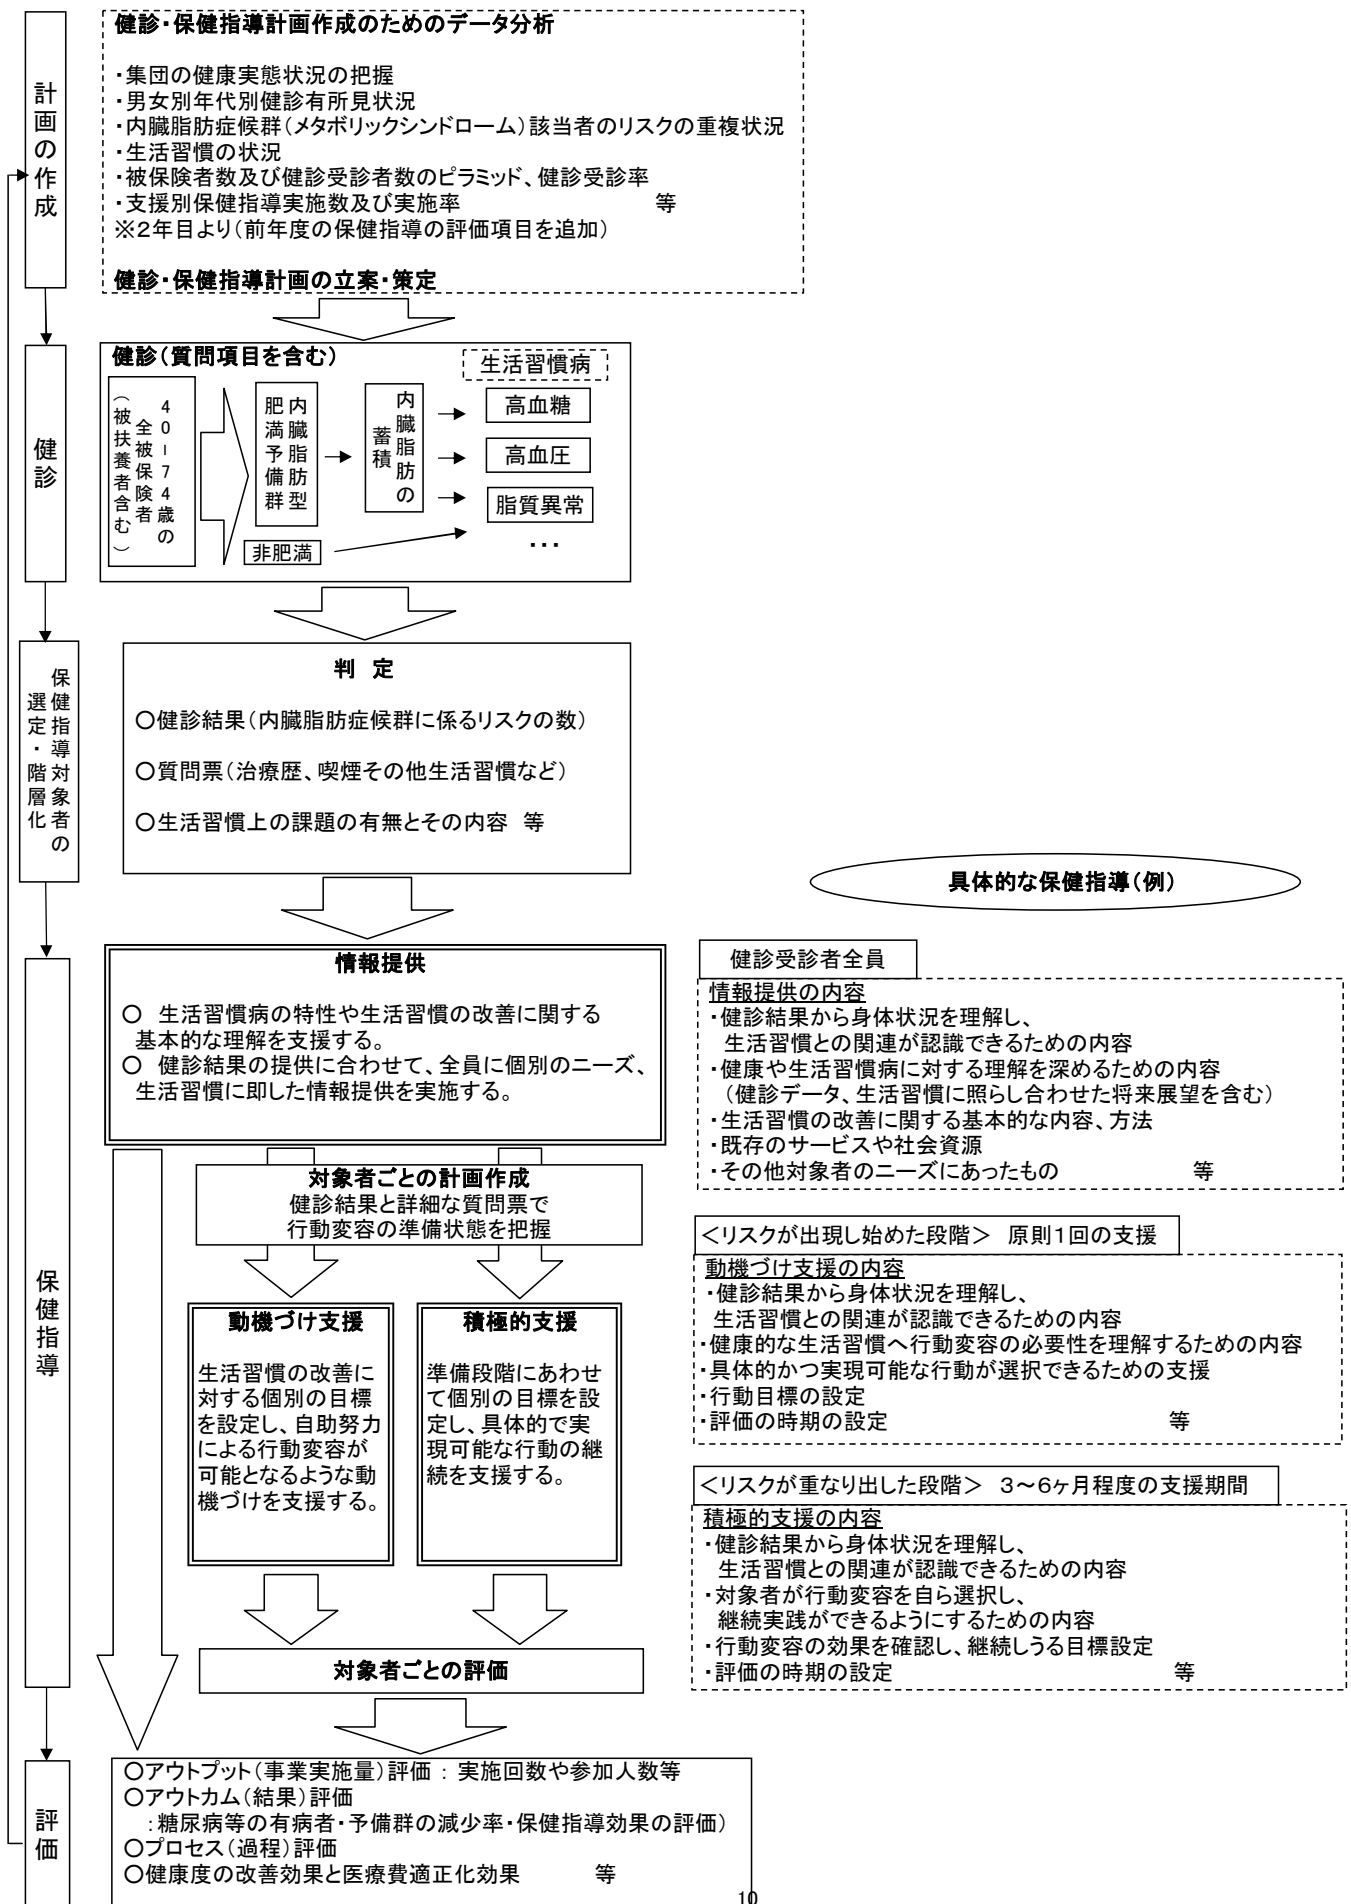 計画の作成
健診・保健指導計画作成のためのデータ分析
・集団の健康実態状況の把握
・男女別年代別健診有所見状況
・内臓脂肪症候群(メタボリックシンドローム)該当者のリスクの重複状況
・生活習慣の状況
・被保険者数及び健診受診者数のピラミッド、健診受診率
・支援別保健指導実施数及び実施率　等
※2年目より(前年度の保健指導の評価項目を追加)
健診・保健指導計画の立案・策定
健診
健診(質問項目を含む)
生活習慣病
40-74歳の
全被保険者
(被扶養者含む)
内臓脂肪型
肥満予備群
内臓脂肪の
蓄積
高血糖
高血圧
脂質異常
・・・
非肥満
保健指導対象者の
選定・階層化
判　定
○健診結果(内臓脂肪症候群に係るリスクの数)
○質問票(治療歴、喫煙その他生活習慣など)
○生活習慣上の課題の有無とその内容　等
具体的な保健指導(例)
保健指導
情報提供
○　生活習慣病の特性や生活習慣の改善に関する
基本的な理解を支援する。
○　健診結果の提供に合わせて、全員に個別のニーズ、
生活習慣に即した情報提供を実施する。
健診受診者全員
情報提供の内容
・健診結果から身体状況を理解し、
生活習慣との関連が認識できるための内容
・健康や生活習慣病に対する理解を深めるための内容
(健診データ、生活習慣に照らし合わせた将来展望を含む)
・生活習慣の改善に関する基本的な内容、方法
・既存のサービスや社会資源
・その他対象者のニーズにあったもの　等
対象者ごとの計画作成
健診結果と詳細な質問票で
行動変容の準備状態を把握
<リスクが出現し始めた段階>　原則1回の支援
動機づけ支援の内容
・健診結果から身体状況を理解し、
生活習慣との関連が認識できるための内容
・健康的な生活習慣へ行動変容の必要性を理解するための内容
・具体的かつ実現可能な行動が選択できるための支援
・行動目標の設定
・評価の時期の設定　等
動機づけ支援
生活習慣の改善に
対する個別の目標
を設定し、自助努力
による行動変容が
可能となるような動
機づけを支援する。
積極的支援
準備段階にあわせ
て個別の目標を設
定し、具体的で実
現可能な行動の継
続を支援する。
<リスクが重なり出した段階>　3～6ヶ月程度の支援期間
積極的支援の内容
・健診結果から身体状況を理解し、
生活習慣との関連が認識できるための内容
・対象者が行動変容を自ら選択し、
継続実践ができるようにするための内容
・行動変容の効果を確認し、継続しうる目標設定
・評価の時期の設定　等
対象者ごとの評価
評価
○アウトプット(事業実施量)評価 : 実施回数や参加人数等
○アウトカム(結果)評価
:糖尿病等の有病者・予備群の減少率・保健指導効果の評価)
○プロセス(過程)評価
○健康度の改善効果と医療費適正化効果　等
10